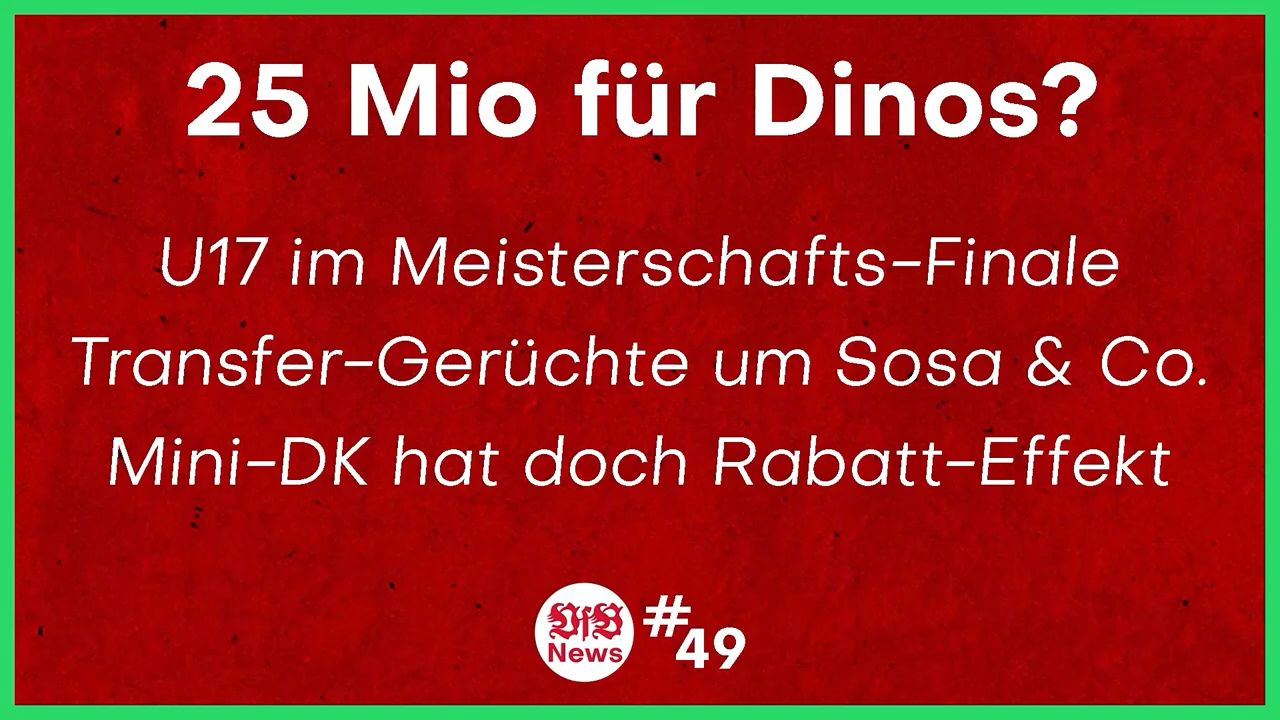 25 Mio für Dinos?
U17 im Meisterschafts-Finale
Transfer-Gerüchte um Sosa & Co.
Mini-DK hat doch Rabatt-Effekt
VfB
News
#49